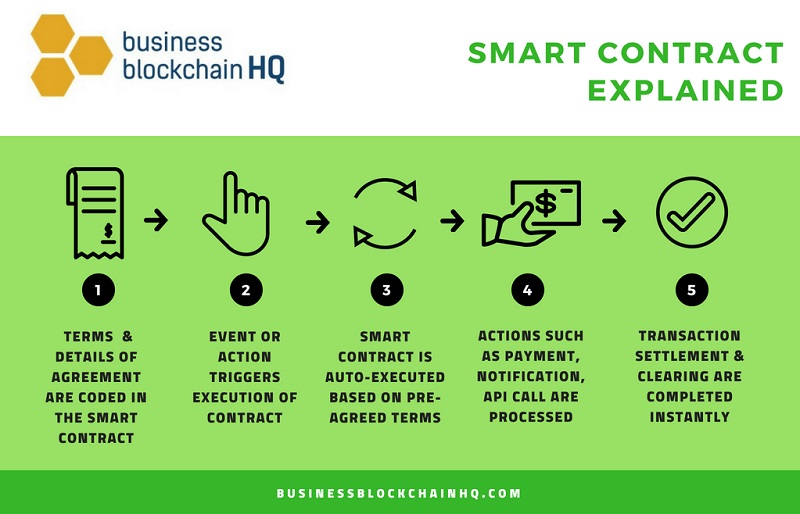 business
blockchain HQ
SMART CONTRACT
EXPLAINED
$
$
1
TERMS &
DETAILS OF
AGREEMENT
ARE CODED IN
THE SMART
CONTRACT
2
EVENT OR
ACTION
TRIGGERS
EXECUTION OF
CONTRACT
3
SMART
CONTRACT IS
AUTO-EXECUTED
BASED ON PRE-
AGREED TERMS
4
ACTIONS SUCH
AS PAYMENT,
NOTIFICATION,
API CALL ARE
PROCESSED
5
TRANSACTION
SETTLEMENT &
CLEARING ARE
COMPLETED
INSTANTLY
BUSINESSBLOCKCHAINHQ.COM